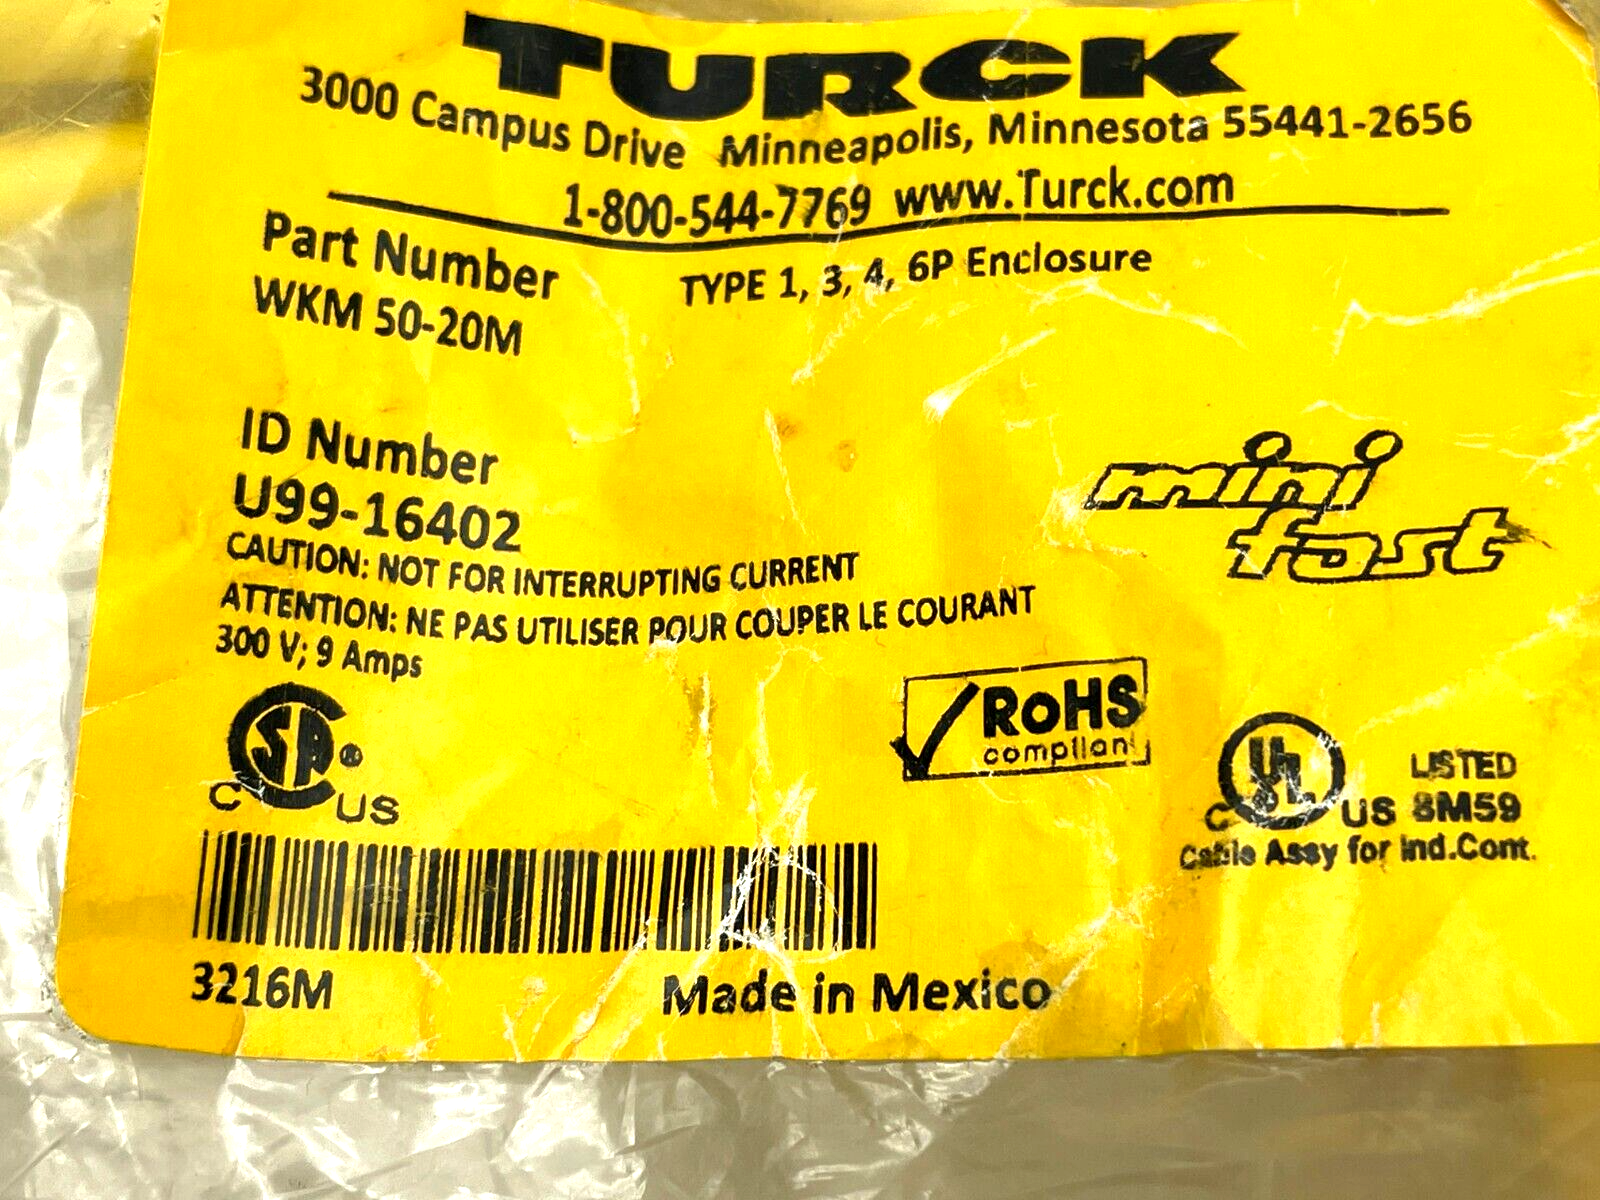 TURCK
3000 Campus Drive Minneapolis, Minnesota 55441-2656
1-800-544-7769 www.Turck.com
Part Number
WKM 50-20M
TYPE 1, 3, 4, 6P Enclosure
ID Number
U99-16402
mini
fast
CAUTION: NOT FOR INTERRUPTING CURRENT
ATTENTION: NE PAS UTILISER POUR COUPER LE COURANT
300 V; 9 Amps
CSA ®
C US
RoHS
compliant
UL LISTED
C US 8M59
Cable Assy for Ind.Cont.
3216M
Made in Mexico